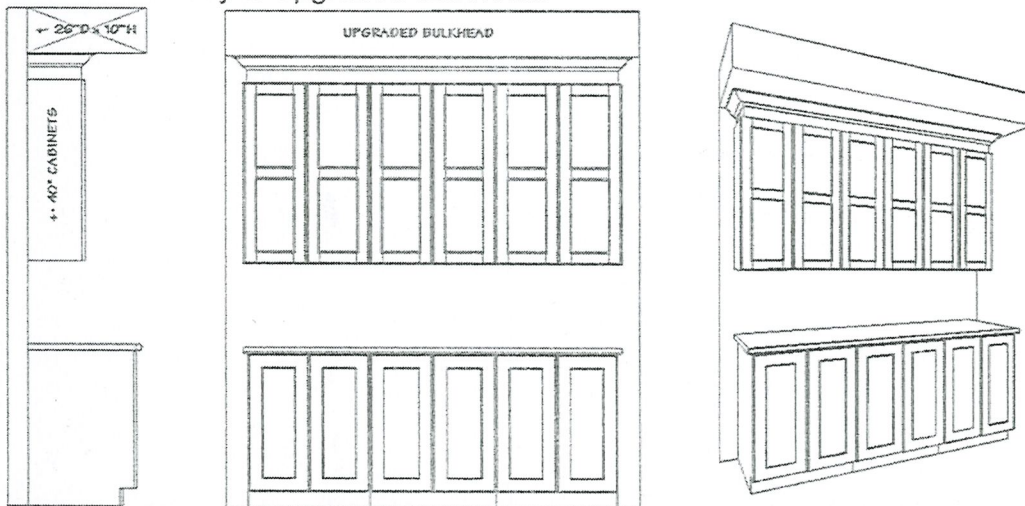 ← 26"D x 10"H
UPGRADED BULKHEAD
40" CABINETS